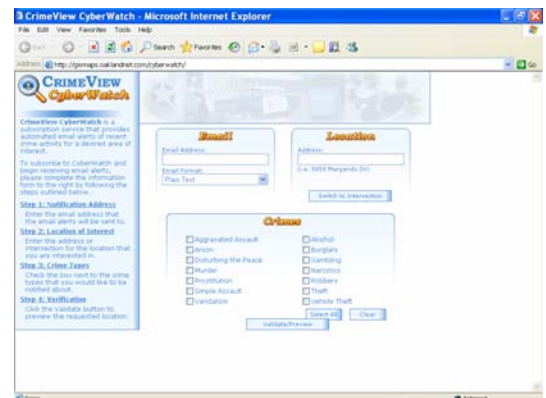 CrimeView CyberWatch - Microsoft Internet Explorer
File Edit View Favorites Tools Help
Search Favorites
Address http://gismaps.oaklandnet.com/cyberwatch/ Go
CRIMEVIEW
CyberWatch
CrimeView CyberWatch is a
subscription service that provides
automated email alerts of recent
crime activity for a desired area of
interest.
To subscribe to CyberWatch and
begin receiving email alerts,
please complete the information
form to the right by following the
steps outlined below.
Step 1: Notification Address
Enter the email address that
the email alerts will be sent to.
Step 2: Location of Interest
Enter the address or
intersection for the location that
you are interested in.
Step 3: Crime Types
Check the box next to the crime
types that you would like to be
notified about.
Step 4: Verification
Click the Validate button to
preview the requested location.
Email
Email Address:
Email Format:
Plain Text
Location
Address:
(i.e. 5959 Margarido Dr)
Switch to Intersection
Crimes
Aggravated Assault
Arson
Disturbing the Peace
Murder
Prostitution
Simple Assault
Vandalism
Alcohol
Burglary
Gambling
Narcotics
Robbery
Theft
Vehicle Theft
Select All Clear
Validate/Preview